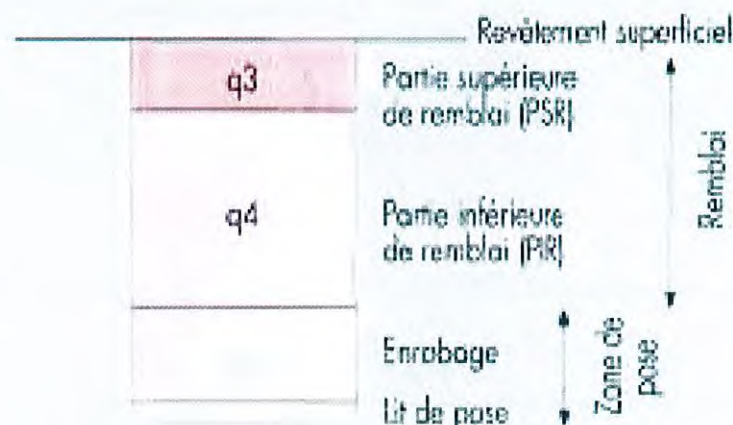 Revêtement superficiel
q3
Partie supérieure
de remblai (PSR)
Remblai
q4
Partie inférieure
de remblai (PIR)
Enrobage
Zone de
pose
Lit de pose